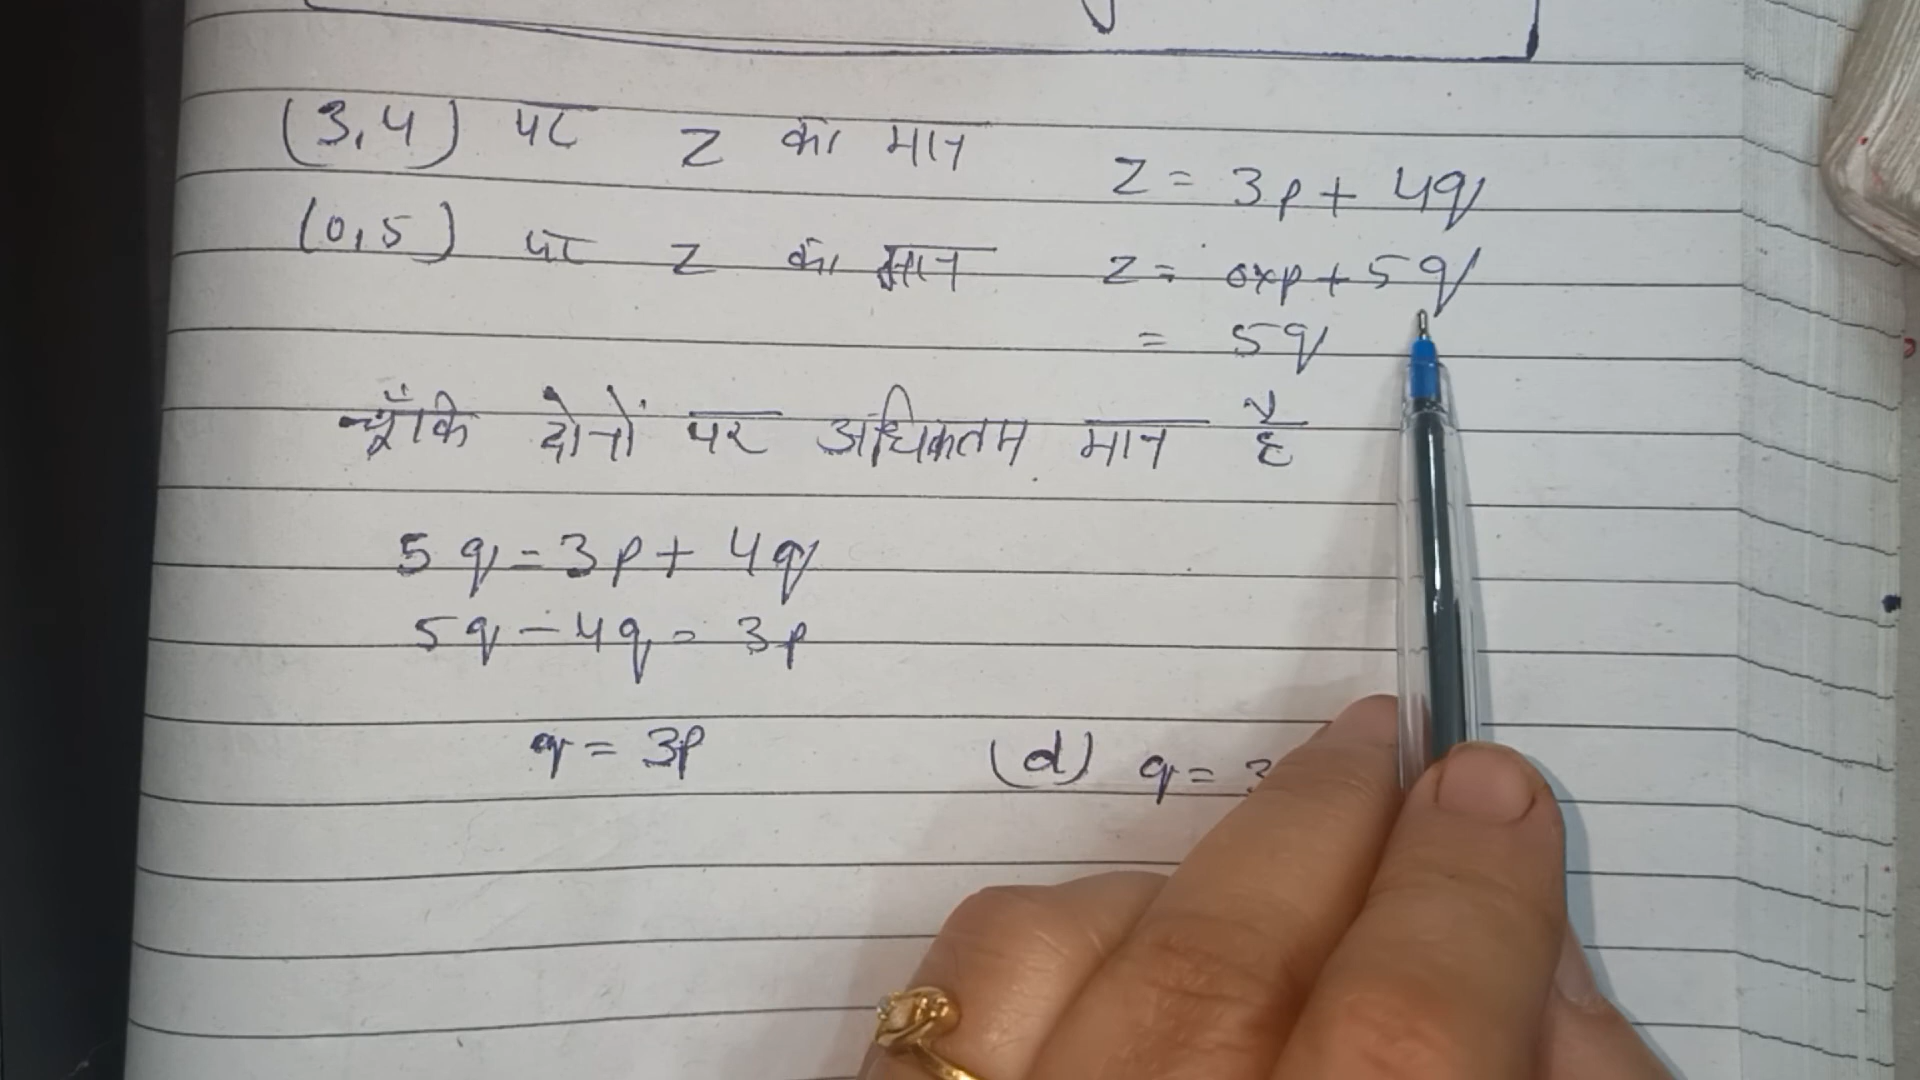 (3,4) पर Z का मान Z = 3p + 4q
(0,5) पर Z का मान Z = 0xp + 5q
= 5q
चूँकि दोनों पर अधिकतम मान है
5q = 3p + 4q
5q - 4q = 3p
q = 3p (d) q = 3